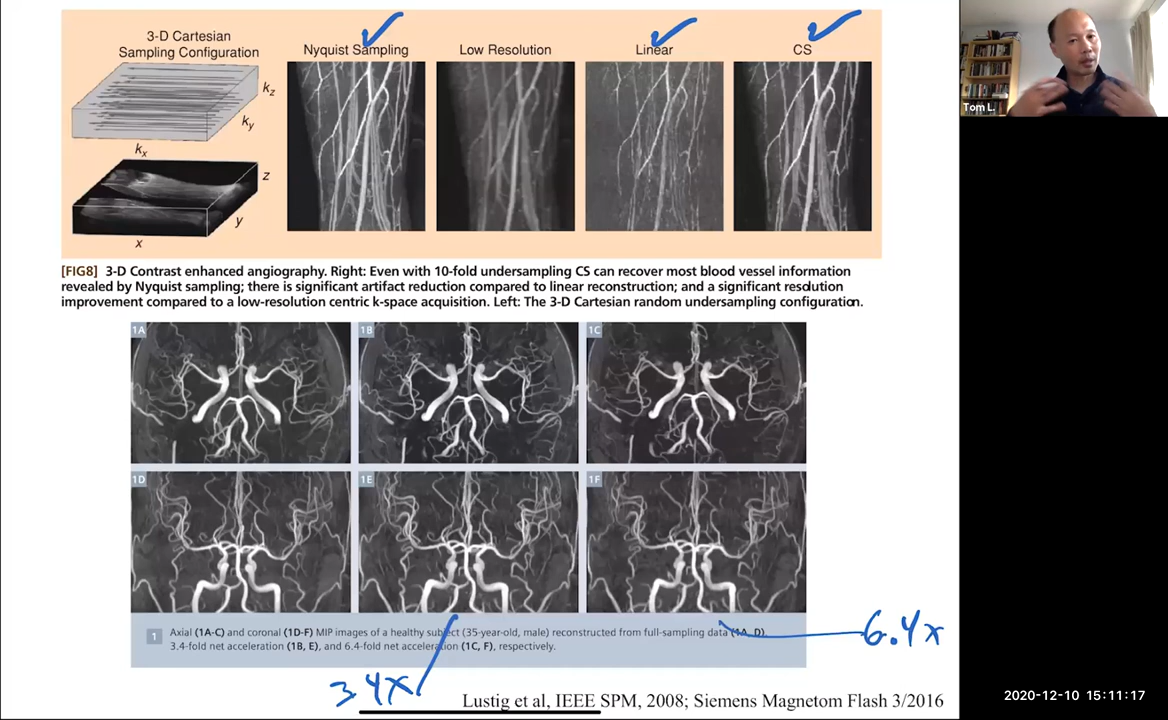 3-D Cartesian
Sampling Configuration
Nyquist Sampling
Low Resolution
Linear
CS
kz
ky
kx
z
y
x
[FIG8] 3-D Contrast enhanced angiography. Right: Even with 10-fold undersampling CS can recover most blood vessel information
revealed by Nyquist sampling; there is significant artifact reduction compared to linear reconstruction; and a significant resolution
improvement compared to a low-resolution centric k-space acquisition. Left: The 3-D Cartesian random undersampling configuration.
1A
1B
1C
1D
1E
1F
1 Axial (1A-C) and coronal (1D-F) MIP images of a healthy subject (35-year-old, male) reconstructed from full-sampling data (1A, D),
3.4-fold net acceleration (1B, E), and 6.4-fold net acceleration (1C, F), respectively.
6.4x
3.4x
Lustig et al, IEEE SPM, 2008; Siemens Magnetom Flash 3/2016
Tom L.
2020-12-10 15:11:17